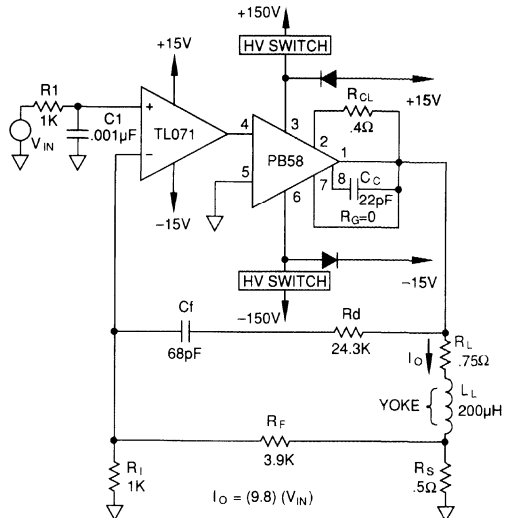 +150V
HV SWITCH
+15V
+15V
R1
1K
C1
.001µF
VIN
+
−
TL071
−15V
4
5
3
PB58
6
2
1
7
8
RCL
.4Ω
CC
22pF
RG=0
−15V
HV SWITCH
−150V
Cf
68pF
Rd
24.3K
IO
RL
.75Ω
YOKE
LL
200µH
RF
3.9K
RI
1K
RS
.5Ω
IO = (9.8) (VIN)